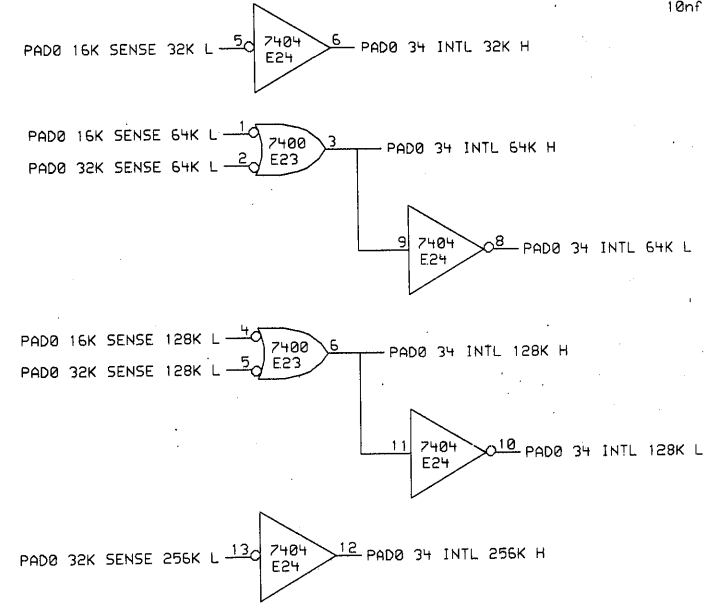 10nf
PAD0 16K SENSE 32K L 5 7404 E24 6 PAD0 34 INTL 32K H
PAD0 16K SENSE 64K L 1
PAD0 32K SENSE 64K L 2
7400 E23 3 PAD0 34 INTL 64K H
9 7404 E24 8 PAD0 34 INTL 64K L
PAD0 16K SENSE 128K L 4
PAD0 32K SENSE 128K L 5
7400 E23 6 PAD0 34 INTL 128K H
11 7404 E24 10 PAD0 34 INTL 128K L
PAD0 32K SENSE 256K L 13 7404 E24 12 PAD0 34 INTL 256K H